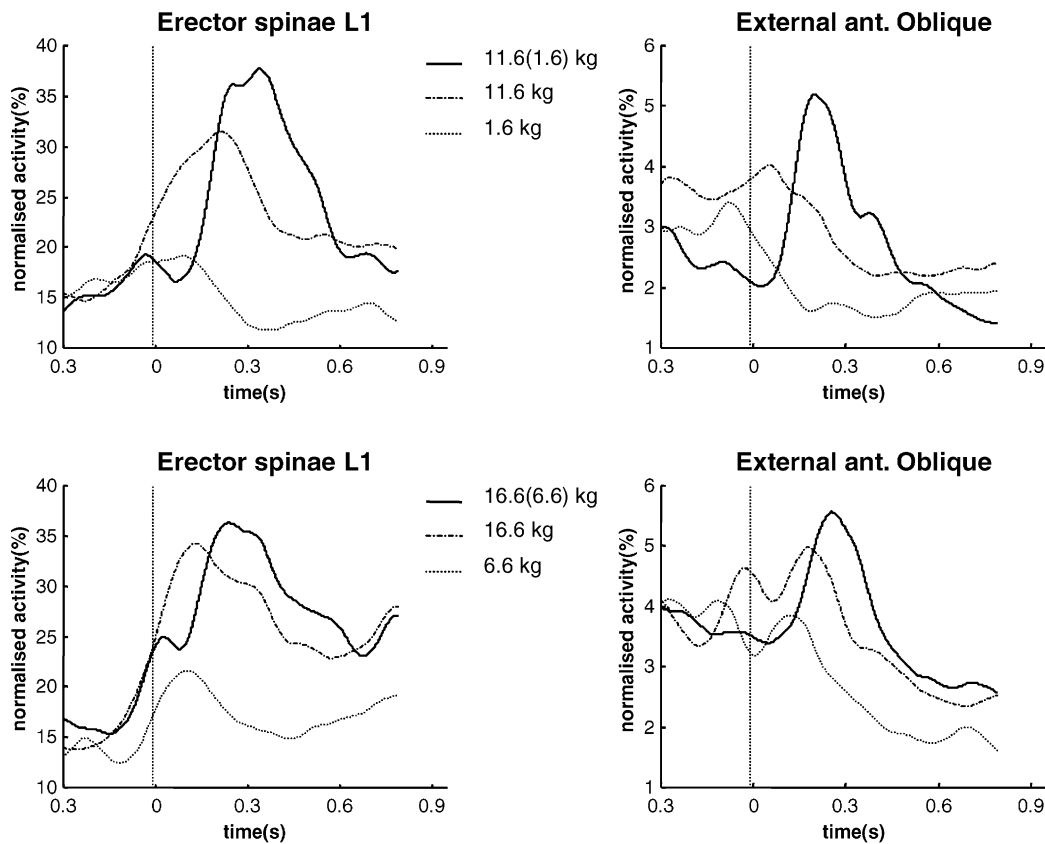 Erector spinae L1
normalised activity(%)
40
35
30
25
20
15
10
0.3
0
0.3
0.6
0.9
time(s)
11.6(1.6) kg
11.6 kg
1.6 kg
External ant. Oblique
normalised activity(%)
6
5
4
3
2
1
0.3
0
0.3
0.6
0.9
time(s)
Erector spinae L1
normalised activity(%)
40
35
30
25
20
15
10
0.3
0
0.3
0.6
0.9
time(s)
16.6(6.6) kg
16.6 kg
6.6 kg
External ant. Oblique
normalised activity(%)
6
5
4
3
2
1
0.3
0
0.3
0.6
0.9
time(s)